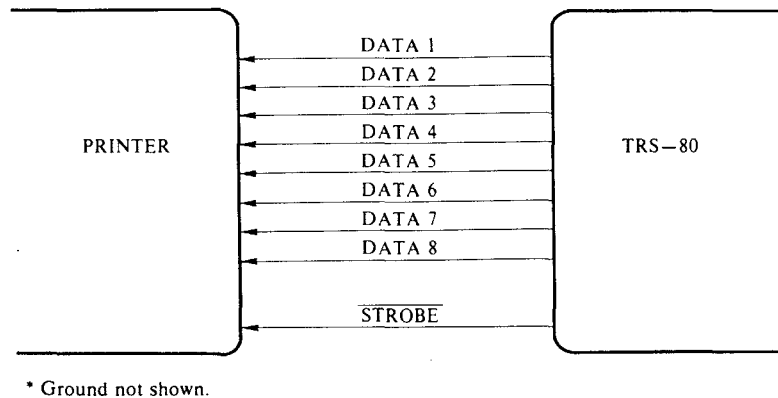 DATA 1
DATA 2
DATA 3
DATA 4
PRINTER
TRS-80
DATA 5
DATA 6
DATA 7
DATA 8
STROBE
* Ground not shown.